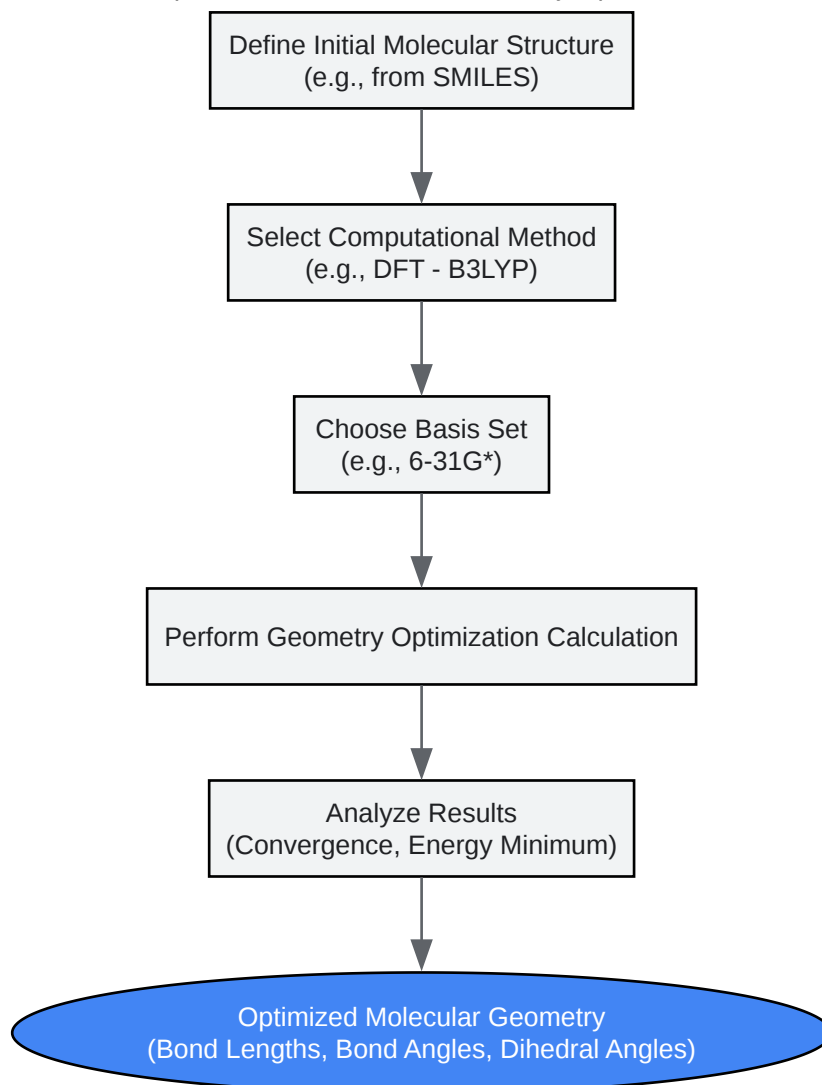 Define Initial Molecular Structure
(e.g., from SMILES)
Select Computational Method
(e.g., DFT - B3LYP)
Choose Basis Set
(e.g., 6-31G*)
Perform Geometry Optimization Calculation
Analyze Results
(Convergence, Energy Minimum)
Optimized Molecular Geometry
(Bond Lengths, Bond Angles, Dihedral Angles)